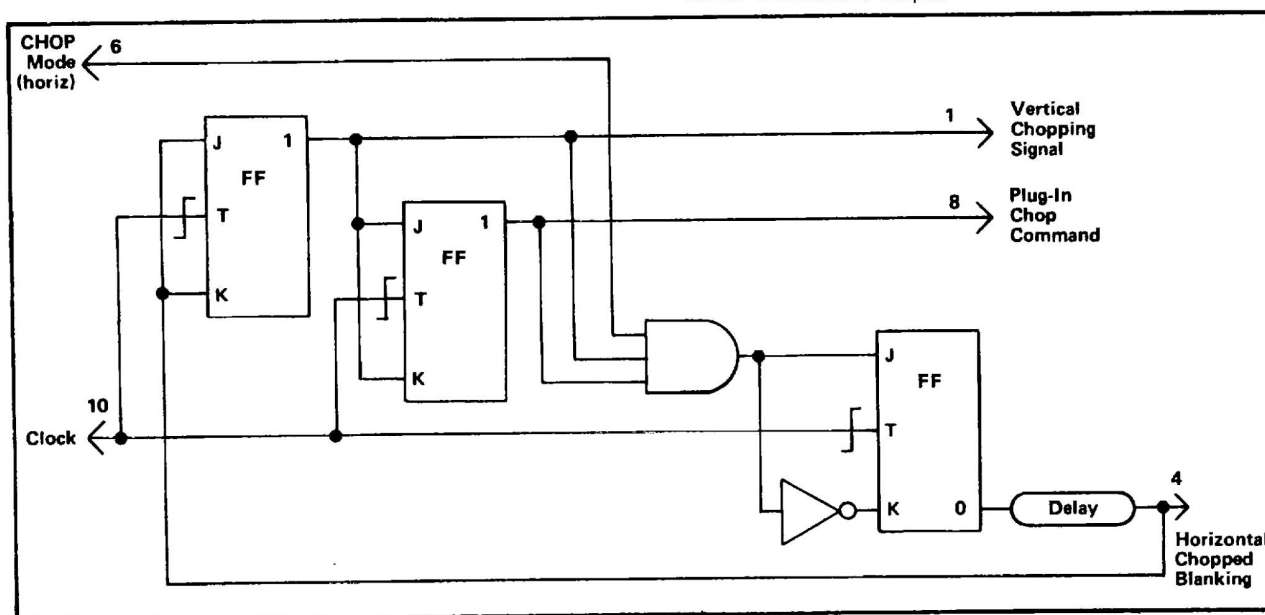 CHOP
Mode
(horiz)
6
J
1
FF
T
K
1
Vertical
Chopping
Signal
J
1
FF
T
K
8
Plug-In
Chop
Command
Clock
10
J
FF
T
K
0
Delay
4
Horizontal
Chopped
Blanking